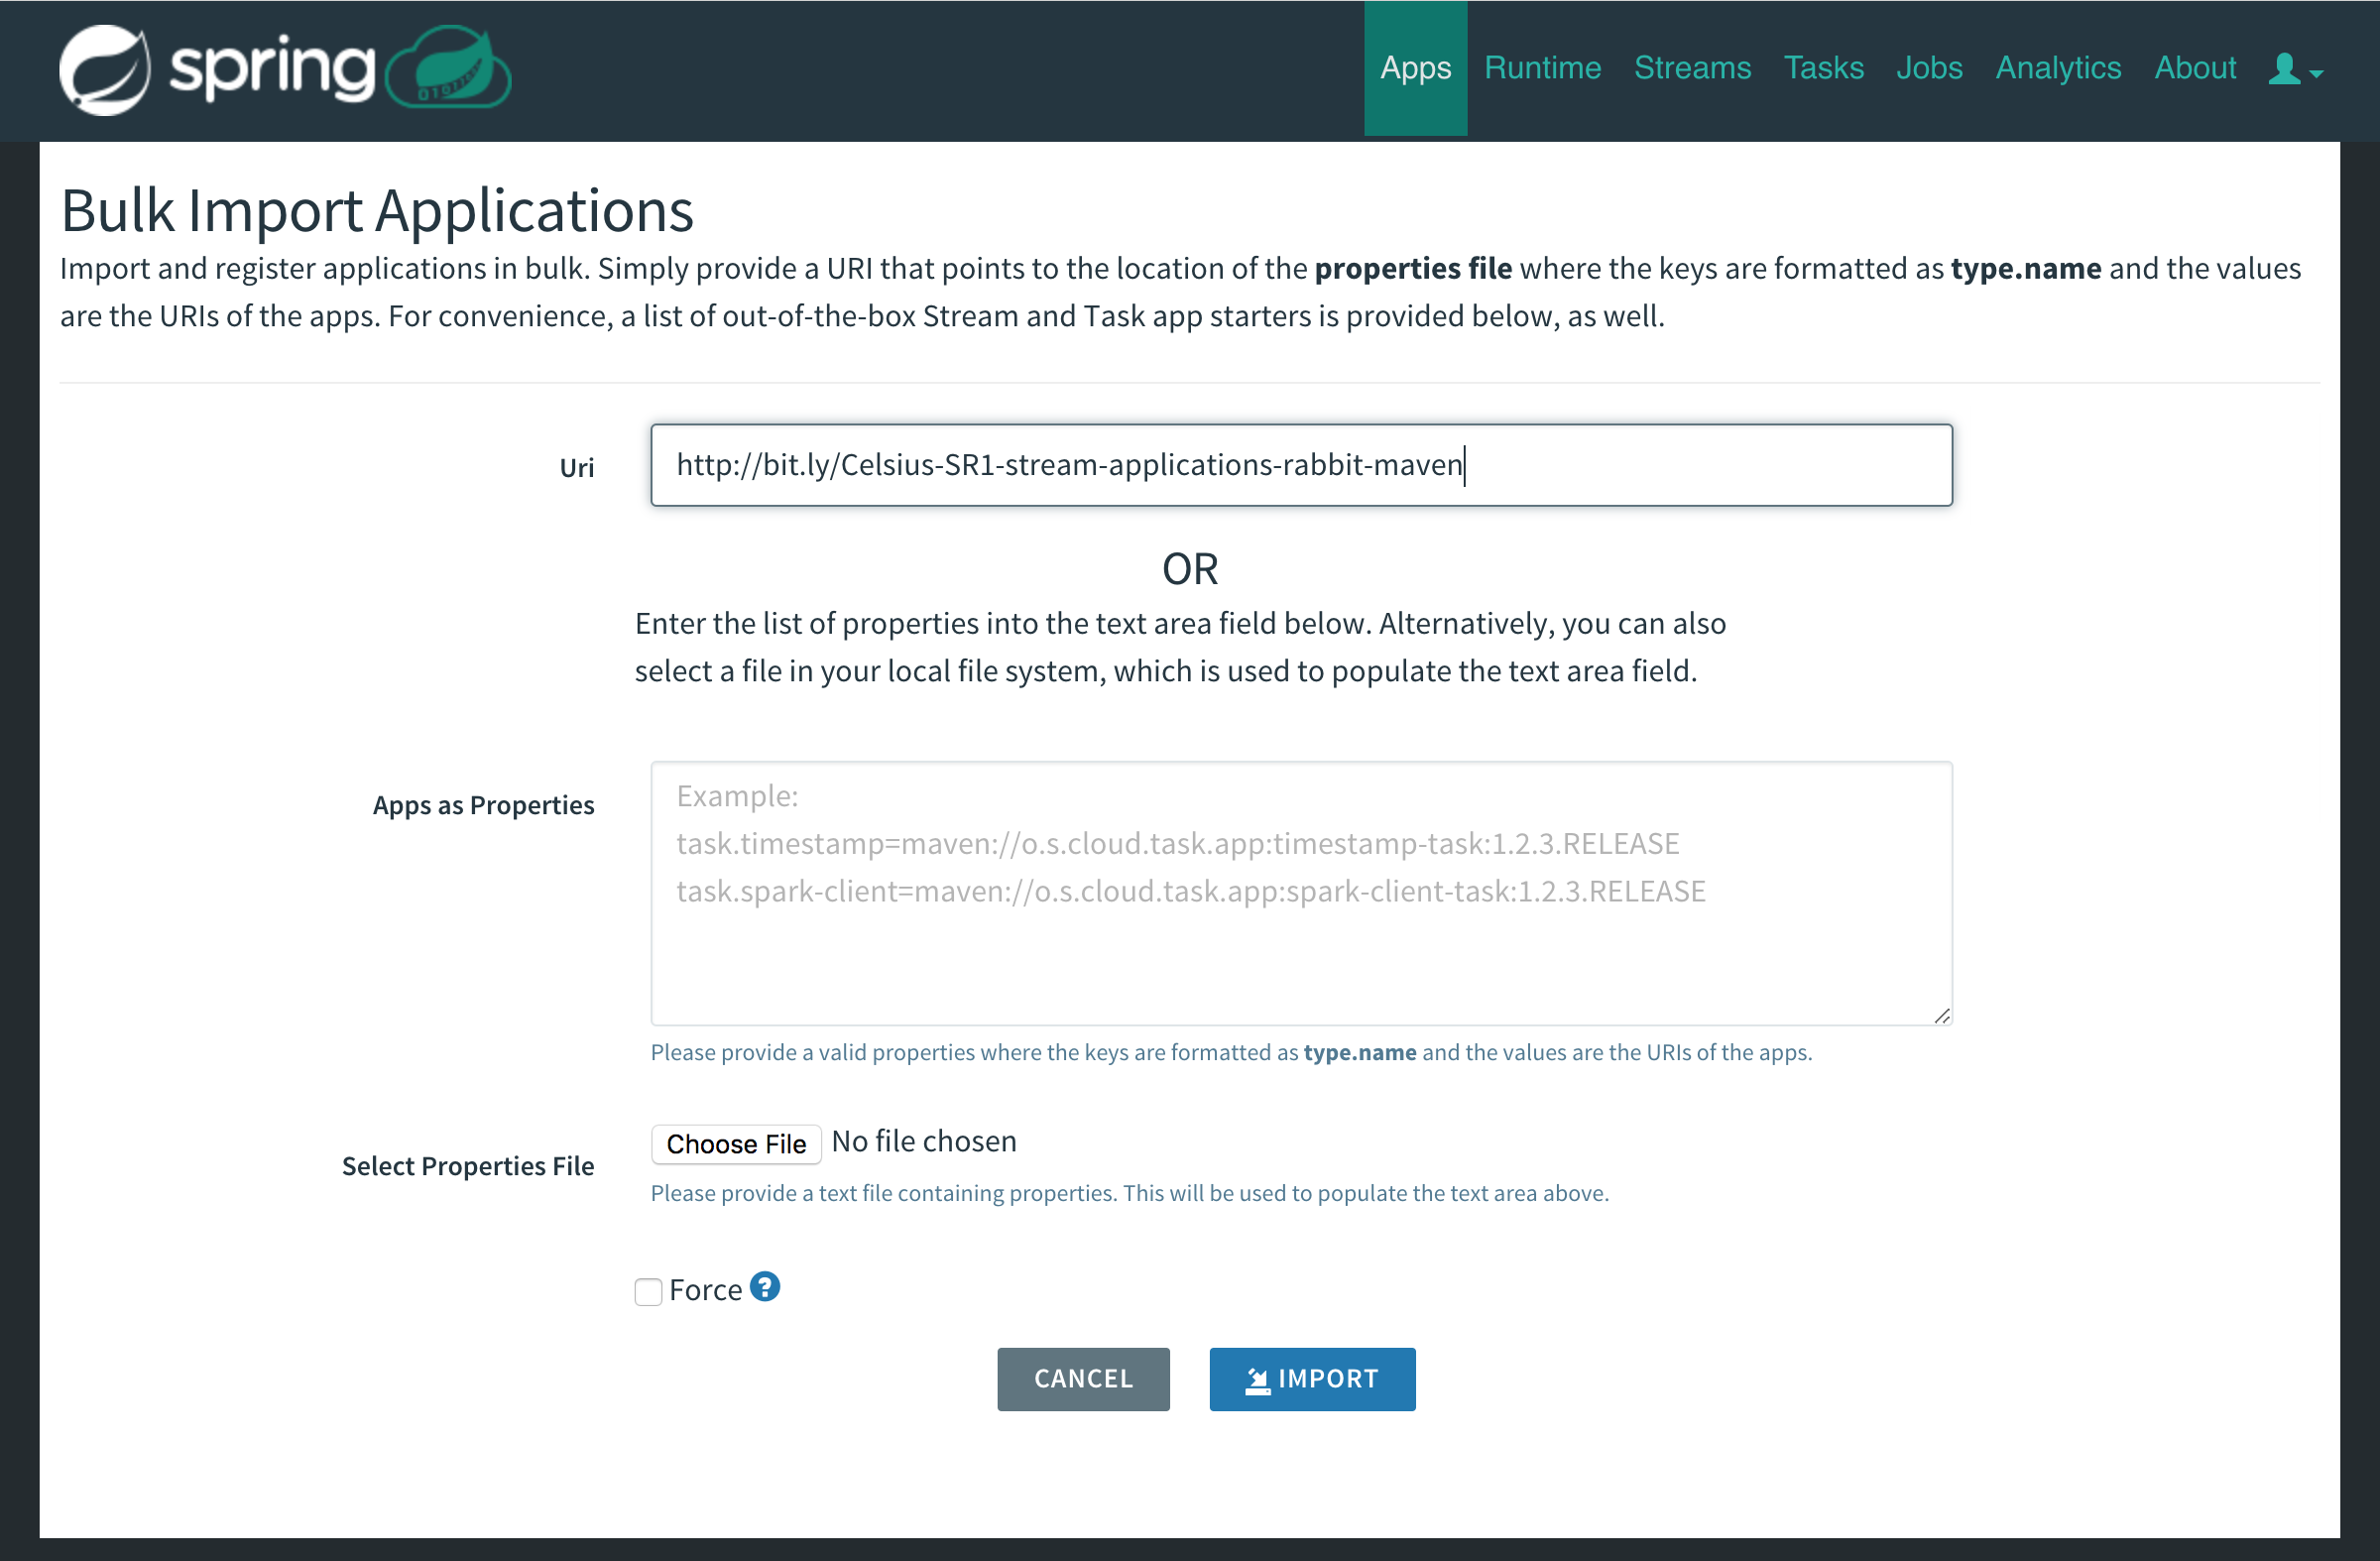 spring
010110
Apps Runtime Streams Tasks Jobs Analytics About
Bulk Import Applications
Import and register applications in bulk. Simply provide a URI that points to the location of the properties file where the keys are formatted as type.name and the values
are the URIs of the apps. For convenience, a list of out-of-the-box Stream and Task app starters is provided below, as well.
Uri
http://bit.ly/Celsius-SR1-stream-applications-rabbit-maven
OR
Enter the list of properties into the text area field below. Alternatively, you can also
select a file in your local file system, which is used to populate the text area field.
Apps as Properties
Example:
task.timestamp=maven://o.s.cloud.task.app:timestamp-task:1.2.3.RELEASE
task.spark-client=maven://o.s.cloud.task.app:spark-client-task:1.2.3.RELEASE
Please provide a valid properties where the keys are formatted as type.name and the values are the URIs of the apps.
Select Properties File
Choose File No file chosen
Please provide a text file containing properties. This will be used to populate the text area above.
Force ?
CANCEL IMPORT